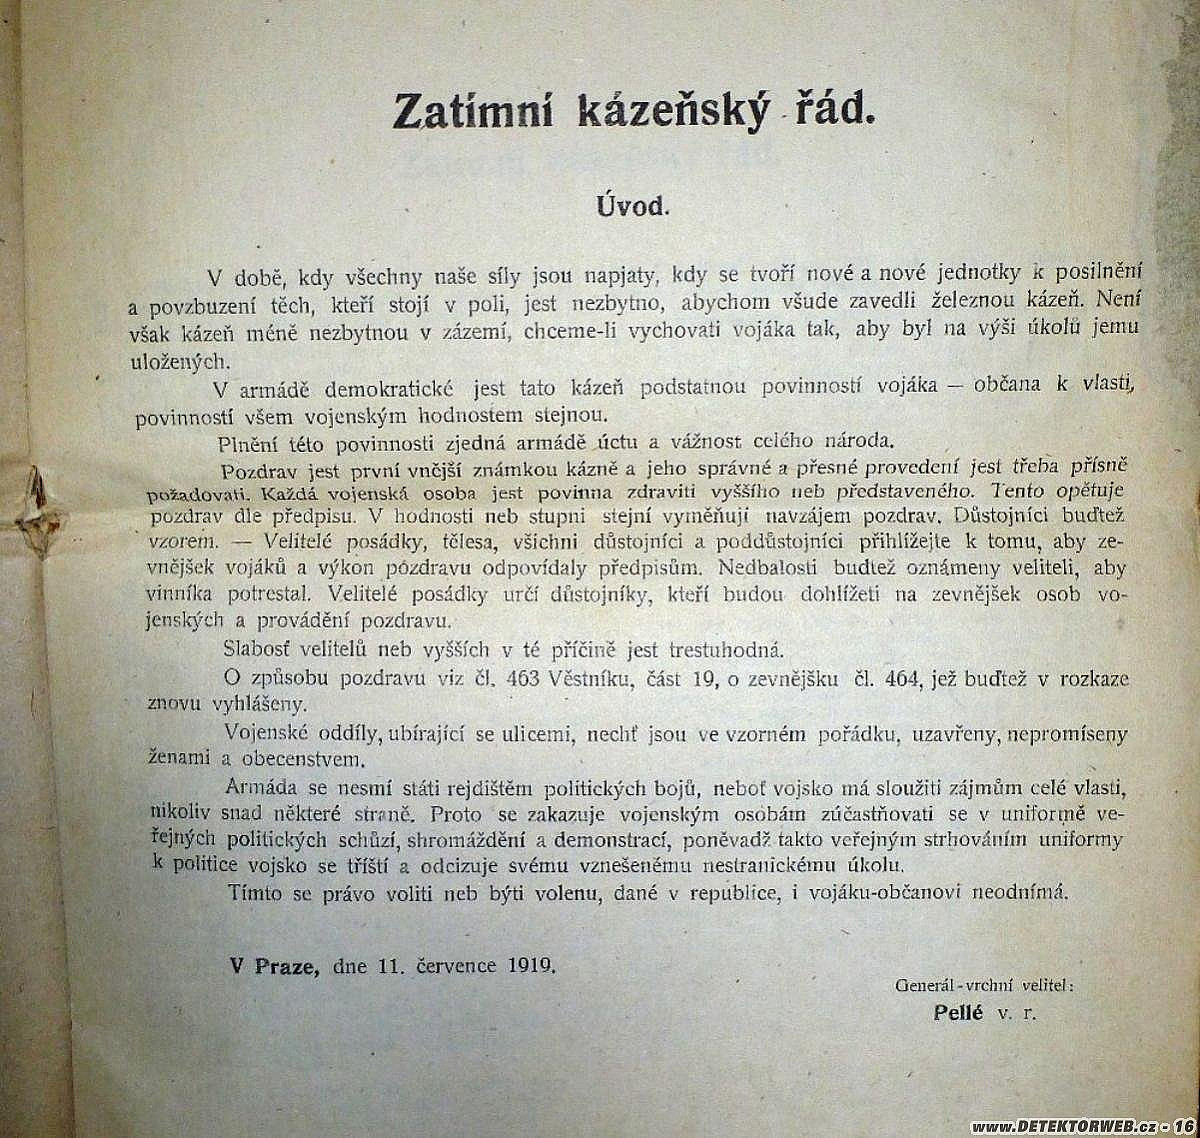 Zatímní kázeňský řád.
Úvod.
V době, kdy všechny naše síly jsou napjaty, kdy se tvoří nové a nové jednotky k posilnění
a povzbuzení těch, kteří stojí v poli, jest nezbytno, abychom všude zavedli železnou kázeň. Není
však kázeň méně nezbytnou v zázemí, chceme-li vychovati vojáka tak, aby byl na výši úkolů jemu
uložených.
V armádě demokratické jest tato kázeň podstatnou povinností vojáka — občana k vlasti,
povinností všem vojenským hodnostem stejnou.
Plnění této povinnosti zjedná armádě úctu a vážnost celého národa.
Pozdrav jest první vnější známkou kázně a jeho správné a přesné provedení jest třeba přísně
požadovati. Každá vojenská osoba jest povinna zdraviti vyššího neb představeného. Tento opětuje
pozdrav dle předpisu. V hodnosti neb stupni stejní vyměňují navzájem pozdrav. Důstojníci buďtež
vzorem. — Velitelé posádky, tělesa, všichni důstojníci a poddůstojníci přihlížejte k tomu, aby ze-
vnějšek vojáků a výkon pozdravu odpovídaly předpisům. Nedbalosti buďtež oznámeny veliteli, aby
vinníka potrestal. Velitelé posádky určí důstojníky, kteří budou dohlížeti na zevnějšek osob vo-
jenských a provádění pozdravu.
Slabosť velitelů neb vyšších v té příčině jest trestuhodná.
O způsobu pozdravu viz čl. 463 Věstníku, část 19, o zevnějšku čl. 464, jež buďtež v rozkaze
znovu vyhlášeny.
Vojenské oddíly, ubírající se ulicemi, nechť jsou ve vzorném pořádku, uzavřeny, nepromíseny
ženami a obecenstvem.
Armáda se nesmí státi rejdištěm politických bojů, neboť vojsko má sloužiti zájmům celé vlasti,
nikoliv snad některé straně. Proto se zakazuje vojenským osobám zúčastňovati se v uniformě ve-
řejných politických schůzí, shromáždění a demonstrací, poněvadž takto veřejným strhováním uniformy
k politice vojsko se tříští a odcizuje svému vznešenému nestranickému úkolu.
Tímto se právo voliti neb býti volenu, dané v republice, i vojáku-občanovi neodnímá.
V Praze, dne 11. července 1919.
Generál-vrchní velitel:
Pellé v. r.
www.DETEKTORWEB.cz - 16